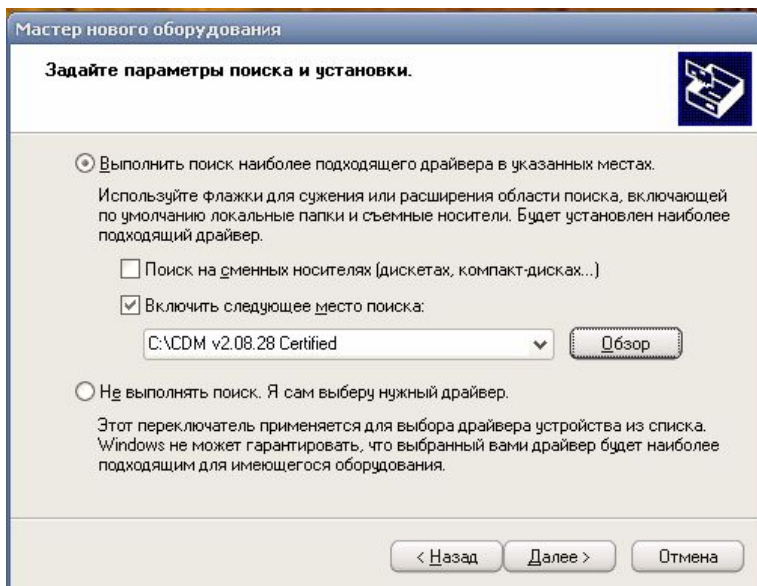 Мастер нового оборудования
Задайте параметры поиска и установки.
Выполнить поиск наиболее подходящего драйвера в указанных местах.
Используйте флажки для сужения или расширения области поиска, включающей
по умолчанию локальные папки и съемные носители. Будет установлен наиболее
подходящий драйвер.
Поиск на сменных носителях (дискетах, компакт-дисках...)
Включить следующее место поиска:
C:\CDM v2.08.28 Certified
Обзор
Не выполнять поиск. Я сам выберу нужный драйвер.
Этот переключатель применяется для выбора драйвера устройства из списка.
Windows не может гарантировать, что выбранный вами драйвер будет наиболее
подходящим для имеющегося оборудования.
< Назад Далее > Отмена